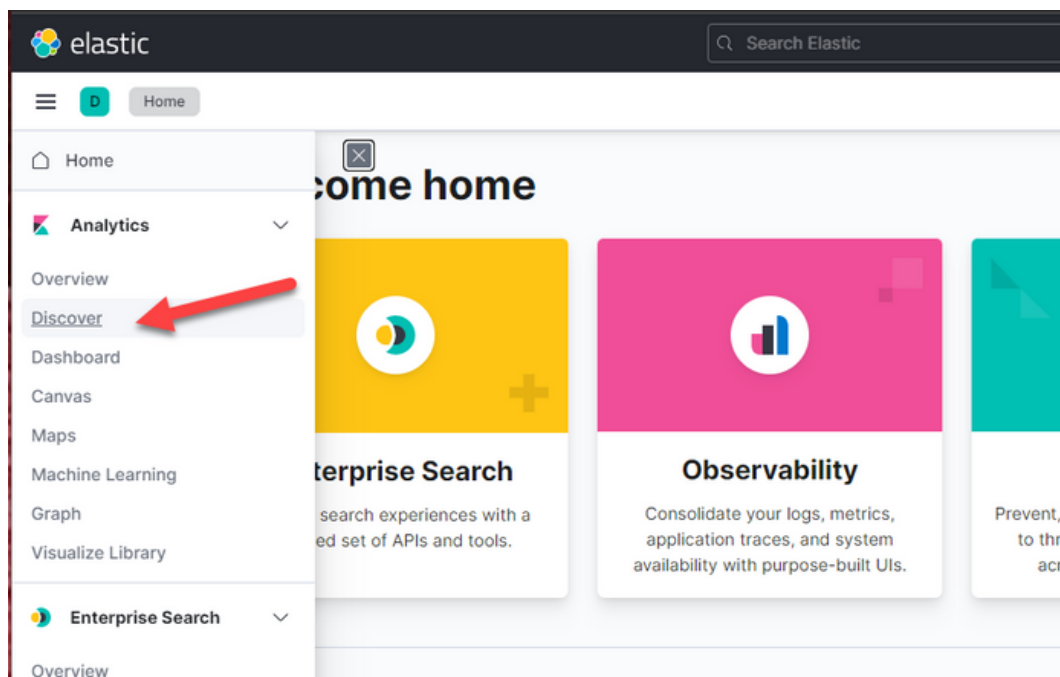 elastic
Search Elastic
D
Home
Home
come home
Analytics
Overview
Discover
Dashboard
Canvas
Maps
Machine Learning
Graph
Visualize Library
Enterprise Search
Overview
terprise Search
search experiences with a
ed set of APIs and tools.
Observability
Consolidate your logs, metrics,
application traces, and system
availability with purpose-built UIs.
Prevent,
to thr
acr